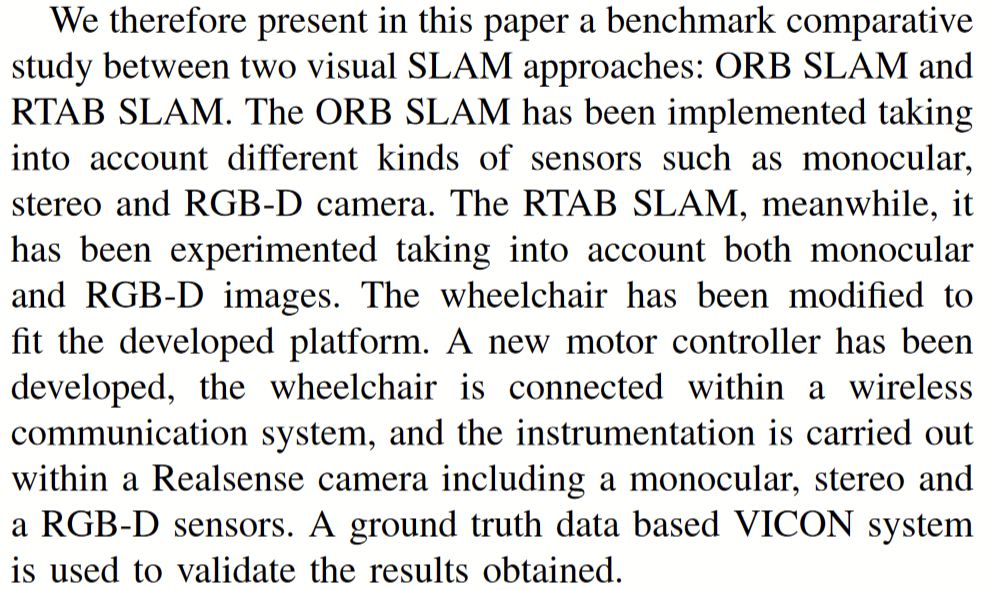 We therefore present in this paper a benchmark comparative
study between two visual SLAM approaches: ORB SLAM and
RTAB SLAM. The ORB SLAM has been implemented taking
into account different kinds of sensors such as monocular,
stereo and RGB-D camera. The RTAB SLAM, meanwhile, it
has been experimented taking into account both monocular
and RGB-D images. The wheelchair has been modified to
fit the developed platform. A new motor controller has been
developed, the wheelchair is connected within a wireless
communication system, and the instrumentation is carried out
within a Realsense camera including a monocular, stereo and
a RGB-D sensors. A ground truth data based VICON system
is used to validate the results obtained.